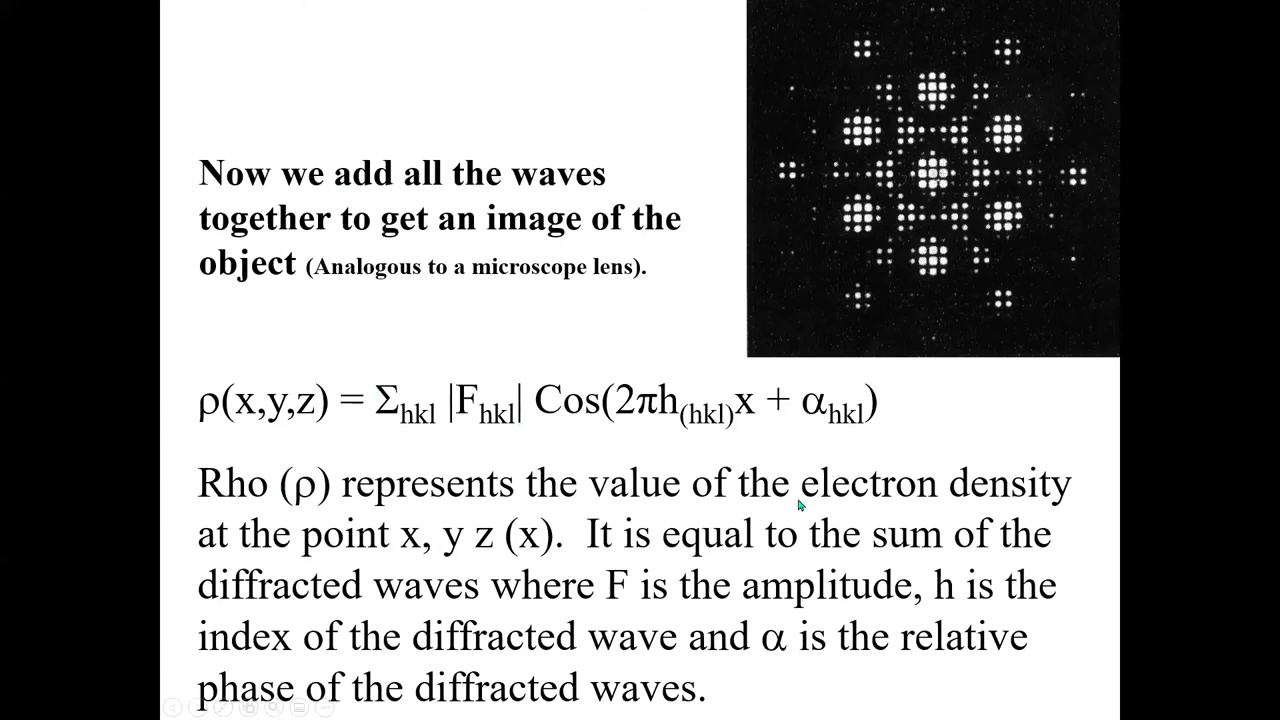 Now we add all the waves
together to get an image of the
object (Analogous to a microscope lens).
ρ(x,y,z) = Σhkl |Fhkl| Cos(2πh(hkl)x + αhkl)
Rho (ρ) represents the value of the electron density
at the point x, y z (x).  It is equal to the sum of the
diffracted waves where F is the amplitude, h is the
index of the diffracted wave and α is the relative
phase of the diffracted waves.